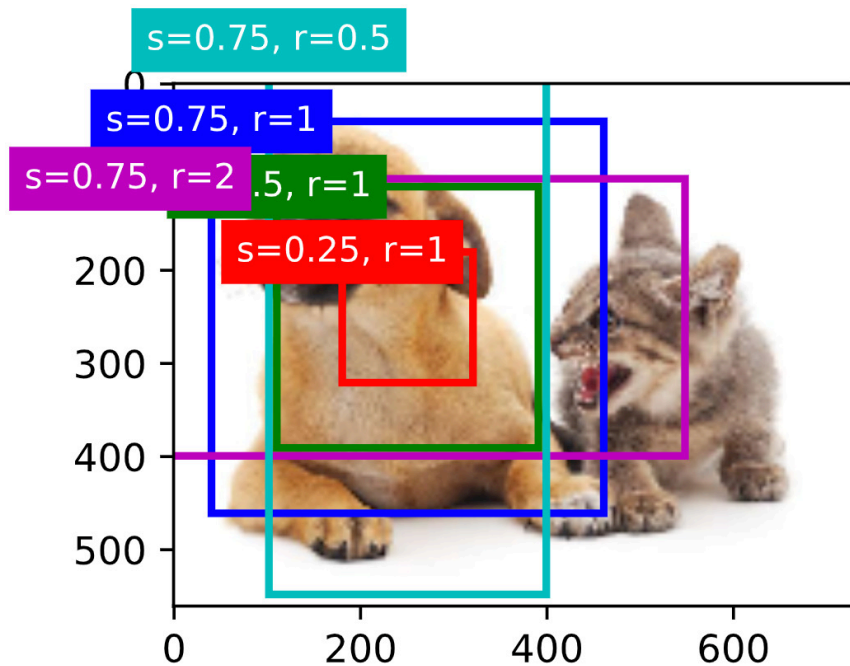 s=0.75, r=0.5
0
s=0.75, r=1
s=0.75, r=2
.5, r=1
s=0.25, r=1
200
300
400
500
0 200 400 600